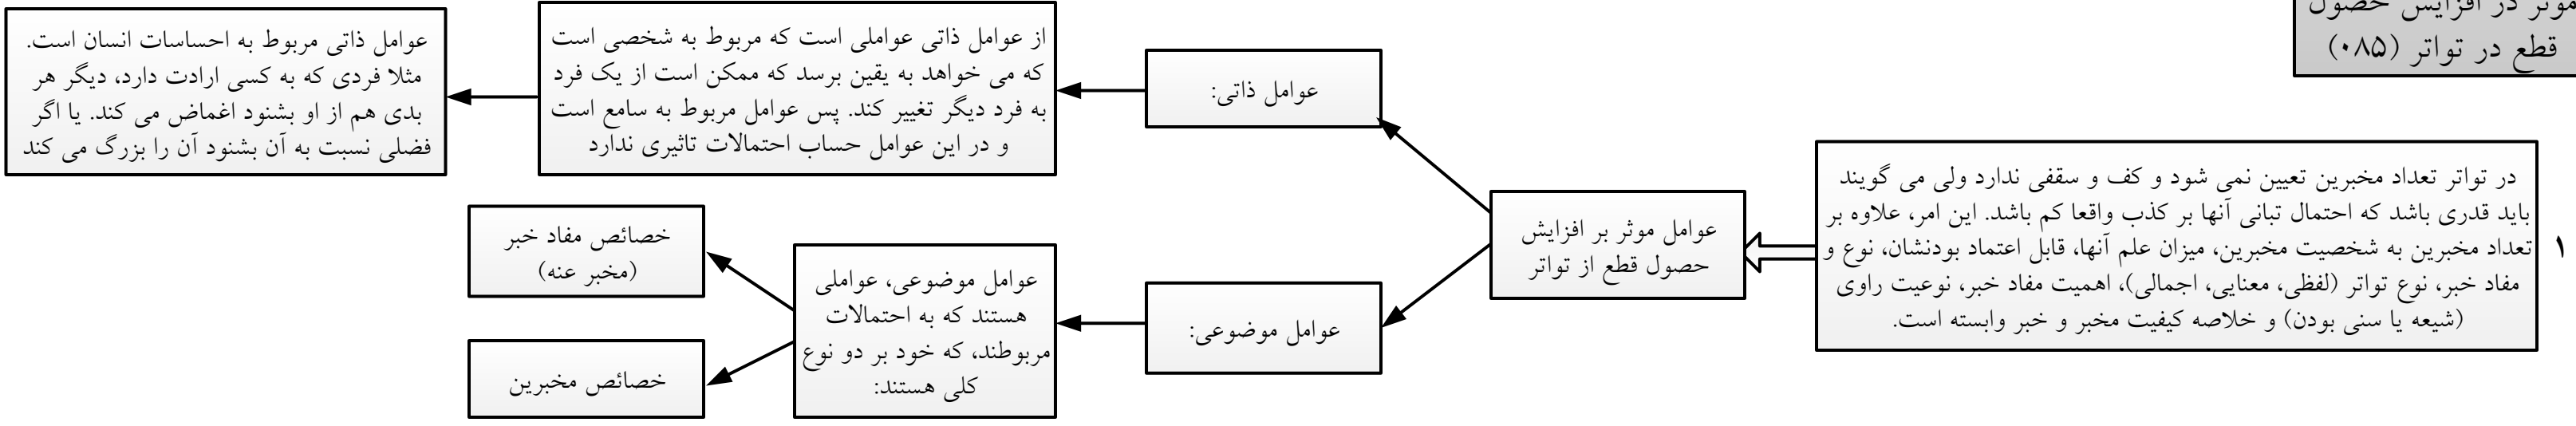 موثر در افزایش حصول
قطع در تواتر (۰۸۵)
۱
در تواتر تعداد مخبرین تعیین نمی شود و کف و سقفی ندارد ولی می گویند
باید قدری باشد که احتمال تبانی آنها بر کذب واقعا کم باشد. این امر، علاوه بر
تعداد مخبرین به شخصیت مخبرین، میزان علم آنها، قابل اعتماد بودنشان، نوع و
مفاد خبر، نوع تواتر (لفظی، معنایی، اجمالی)، اهمیت مفاد خبر، نوعیت راوی
(شیعه یا سنی بودن) و خلاصه کیفیت مخبر و خبر وابسته است.
عوامل موثر بر افزایش
حصول قطع از تواتر
عوامل ذاتی:
از عوامل ذاتی عواملی است که مربوط به شخصی است
که می خواهد به یقین برسد که ممکن است از یک فرد
به فرد دیگر تغییر کند. پس عوامل مربوط به سامع است
و در این عوامل حساب احتمالات تاثیری ندارد
عوامل ذاتی مربوط به احساسات انسان است.
مثلا فردی که به کسی ارادت دارد، دیگر هر
بدی هم از او بشنود اغماض می کند. یا اگر
فضلی نسبت به آن بشنود آن را بزرگ می کند
عوامل موضوعی:
عوامل موضوعی، عواملی
هستند که به احتمالات
مربوطند، که خود بر دو نوع
کلی هستند:
خصائص مفاد خبر
(مخبر عنه)
خصائص مخبرین